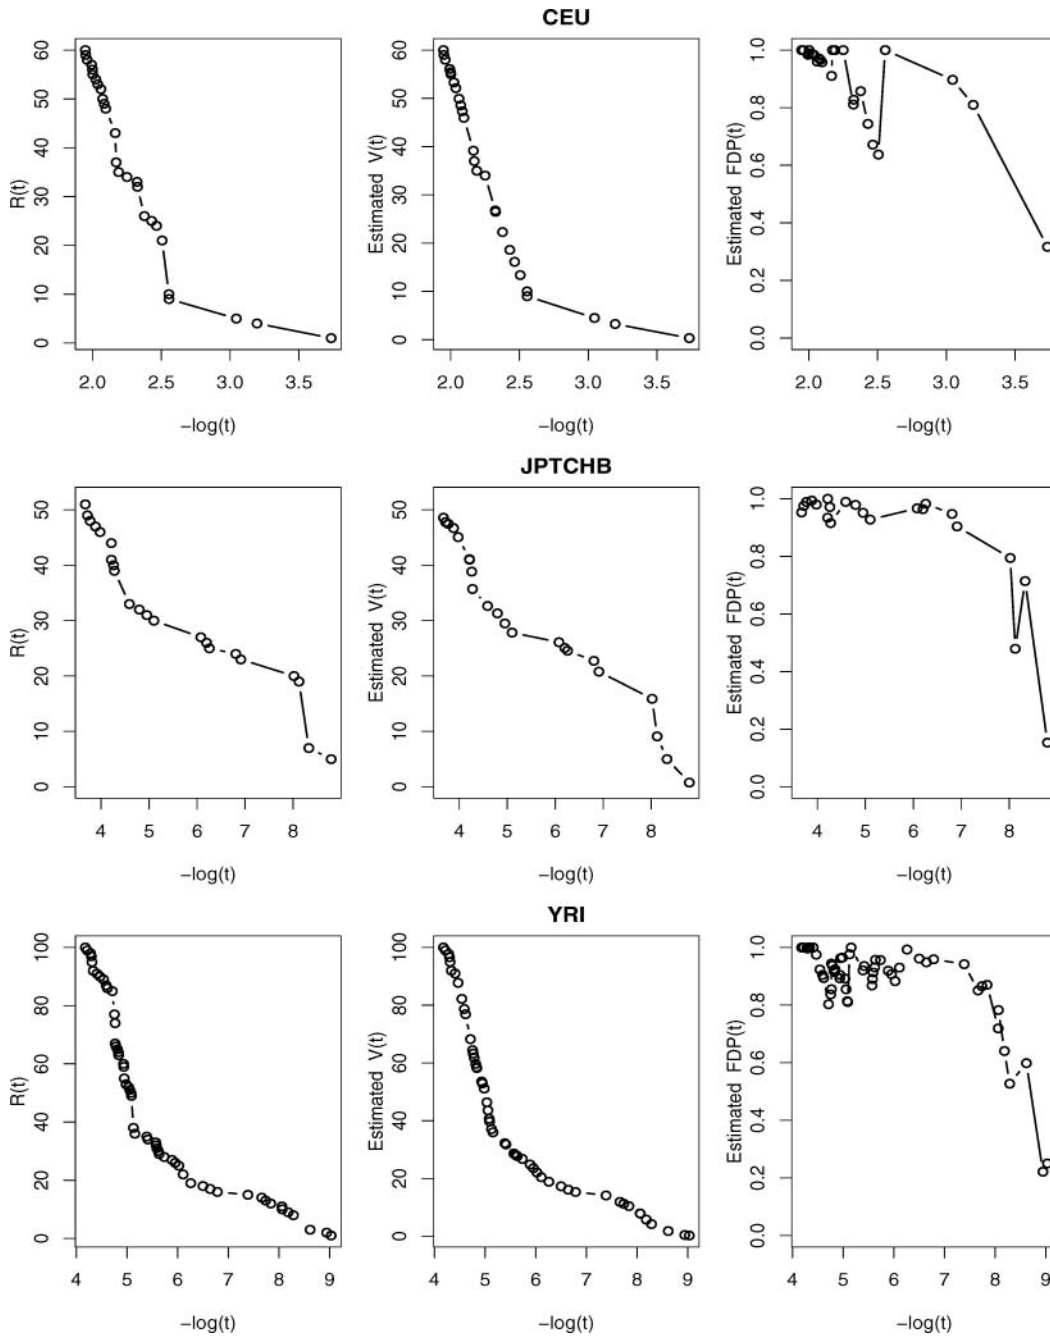 CEU
R(t)
0 10 20 30 40 50 60
2.0 2.5 3.0 3.5
−log(t)
Estimated V(t)
0 10 20 30 40 50 60
2.0 2.5 3.0 3.5
−log(t)
Estimated FDP(t)
0.0 0.2 0.4 0.6 0.8 1.0
2.0 2.5 3.0 3.5
−log(t)
JPTCHB
R(t)
0 10 20 30 40 50
4 5 6 7 8
−log(t)
Estimated V(t)
0 10 20 30 40 50
4 5 6 7 8
−log(t)
Estimated FDP(t)
0.0 0.2 0.4 0.6 0.8 1.0
4 5 6 7 8
−log(t)
YRI
R(t)
0 20 40 60 80 100
4 5 6 7 8 9
−log(t)
Estimated V(t)
0 20 40 60 80 100
4 5 6 7 8 9
−log(t)
Estimated FDP(t)
0.0 0.2 0.4 0.6 0.8 1.0
4 5 6 7 8 9
−log(t)